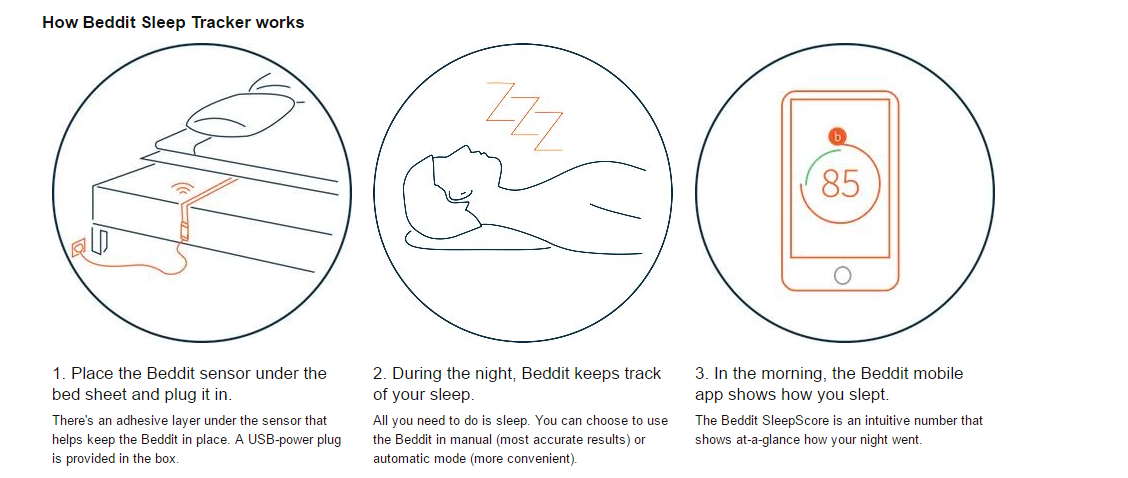 How Beddit Sleep Tracker works
ZZZ
b
85
1. Place the Beddit sensor under the
bed sheet and plug it in.
There's an adhesive layer under the sensor that
helps keep the Beddit in place. A USB-power plug
is provided in the box.
2. During the night, Beddit keeps track
of your sleep.
All you need to do is sleep. You can choose to use
the Beddit in manual (most accurate results) or
automatic mode (more convenient).
3. In the morning, the Beddit mobile
app shows how you slept.
The Beddit SleepScore is an intuitive number that
shows at-a-glance how your night went.